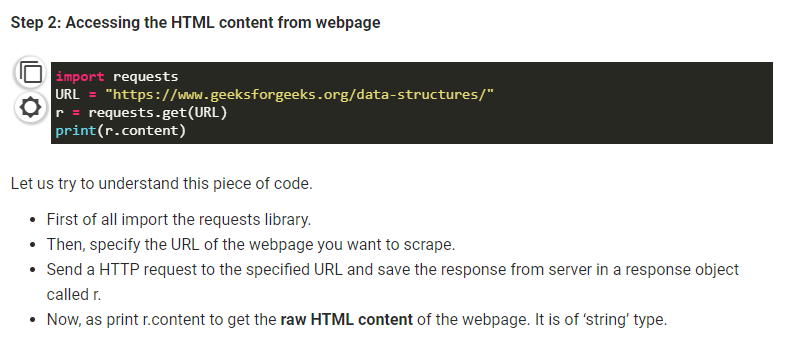 Step 2: Accessing the HTML content from webpage
import requests
URL = "https://www.geeksforgeeks.org/data-structures/"
r = requests.get(URL)
print(r.content)
Let us try to understand this piece of code.
• First of all import the requests library.
• Then, specify the URL of the webpage you want to scrape.
• Send a HTTP request to the specified URL and save the response from server in a response object
called r.
• Now, as print r.content to get the raw HTML content of the webpage. It is of ‘string’ type.